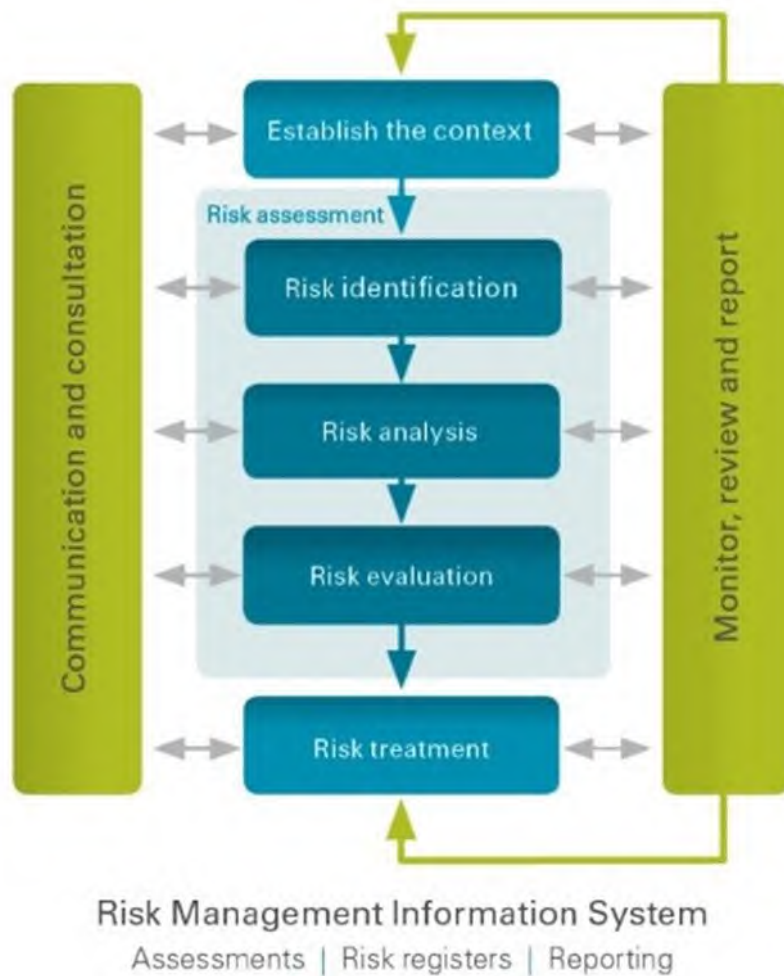 Establish the context
Communication and consultation
Risk assessment
Risk identification
Risk analysis
Risk evaluation
Risk treatment
Monitor, review and report
Risk Management Information System
Assessments | Risk registers | Reporting